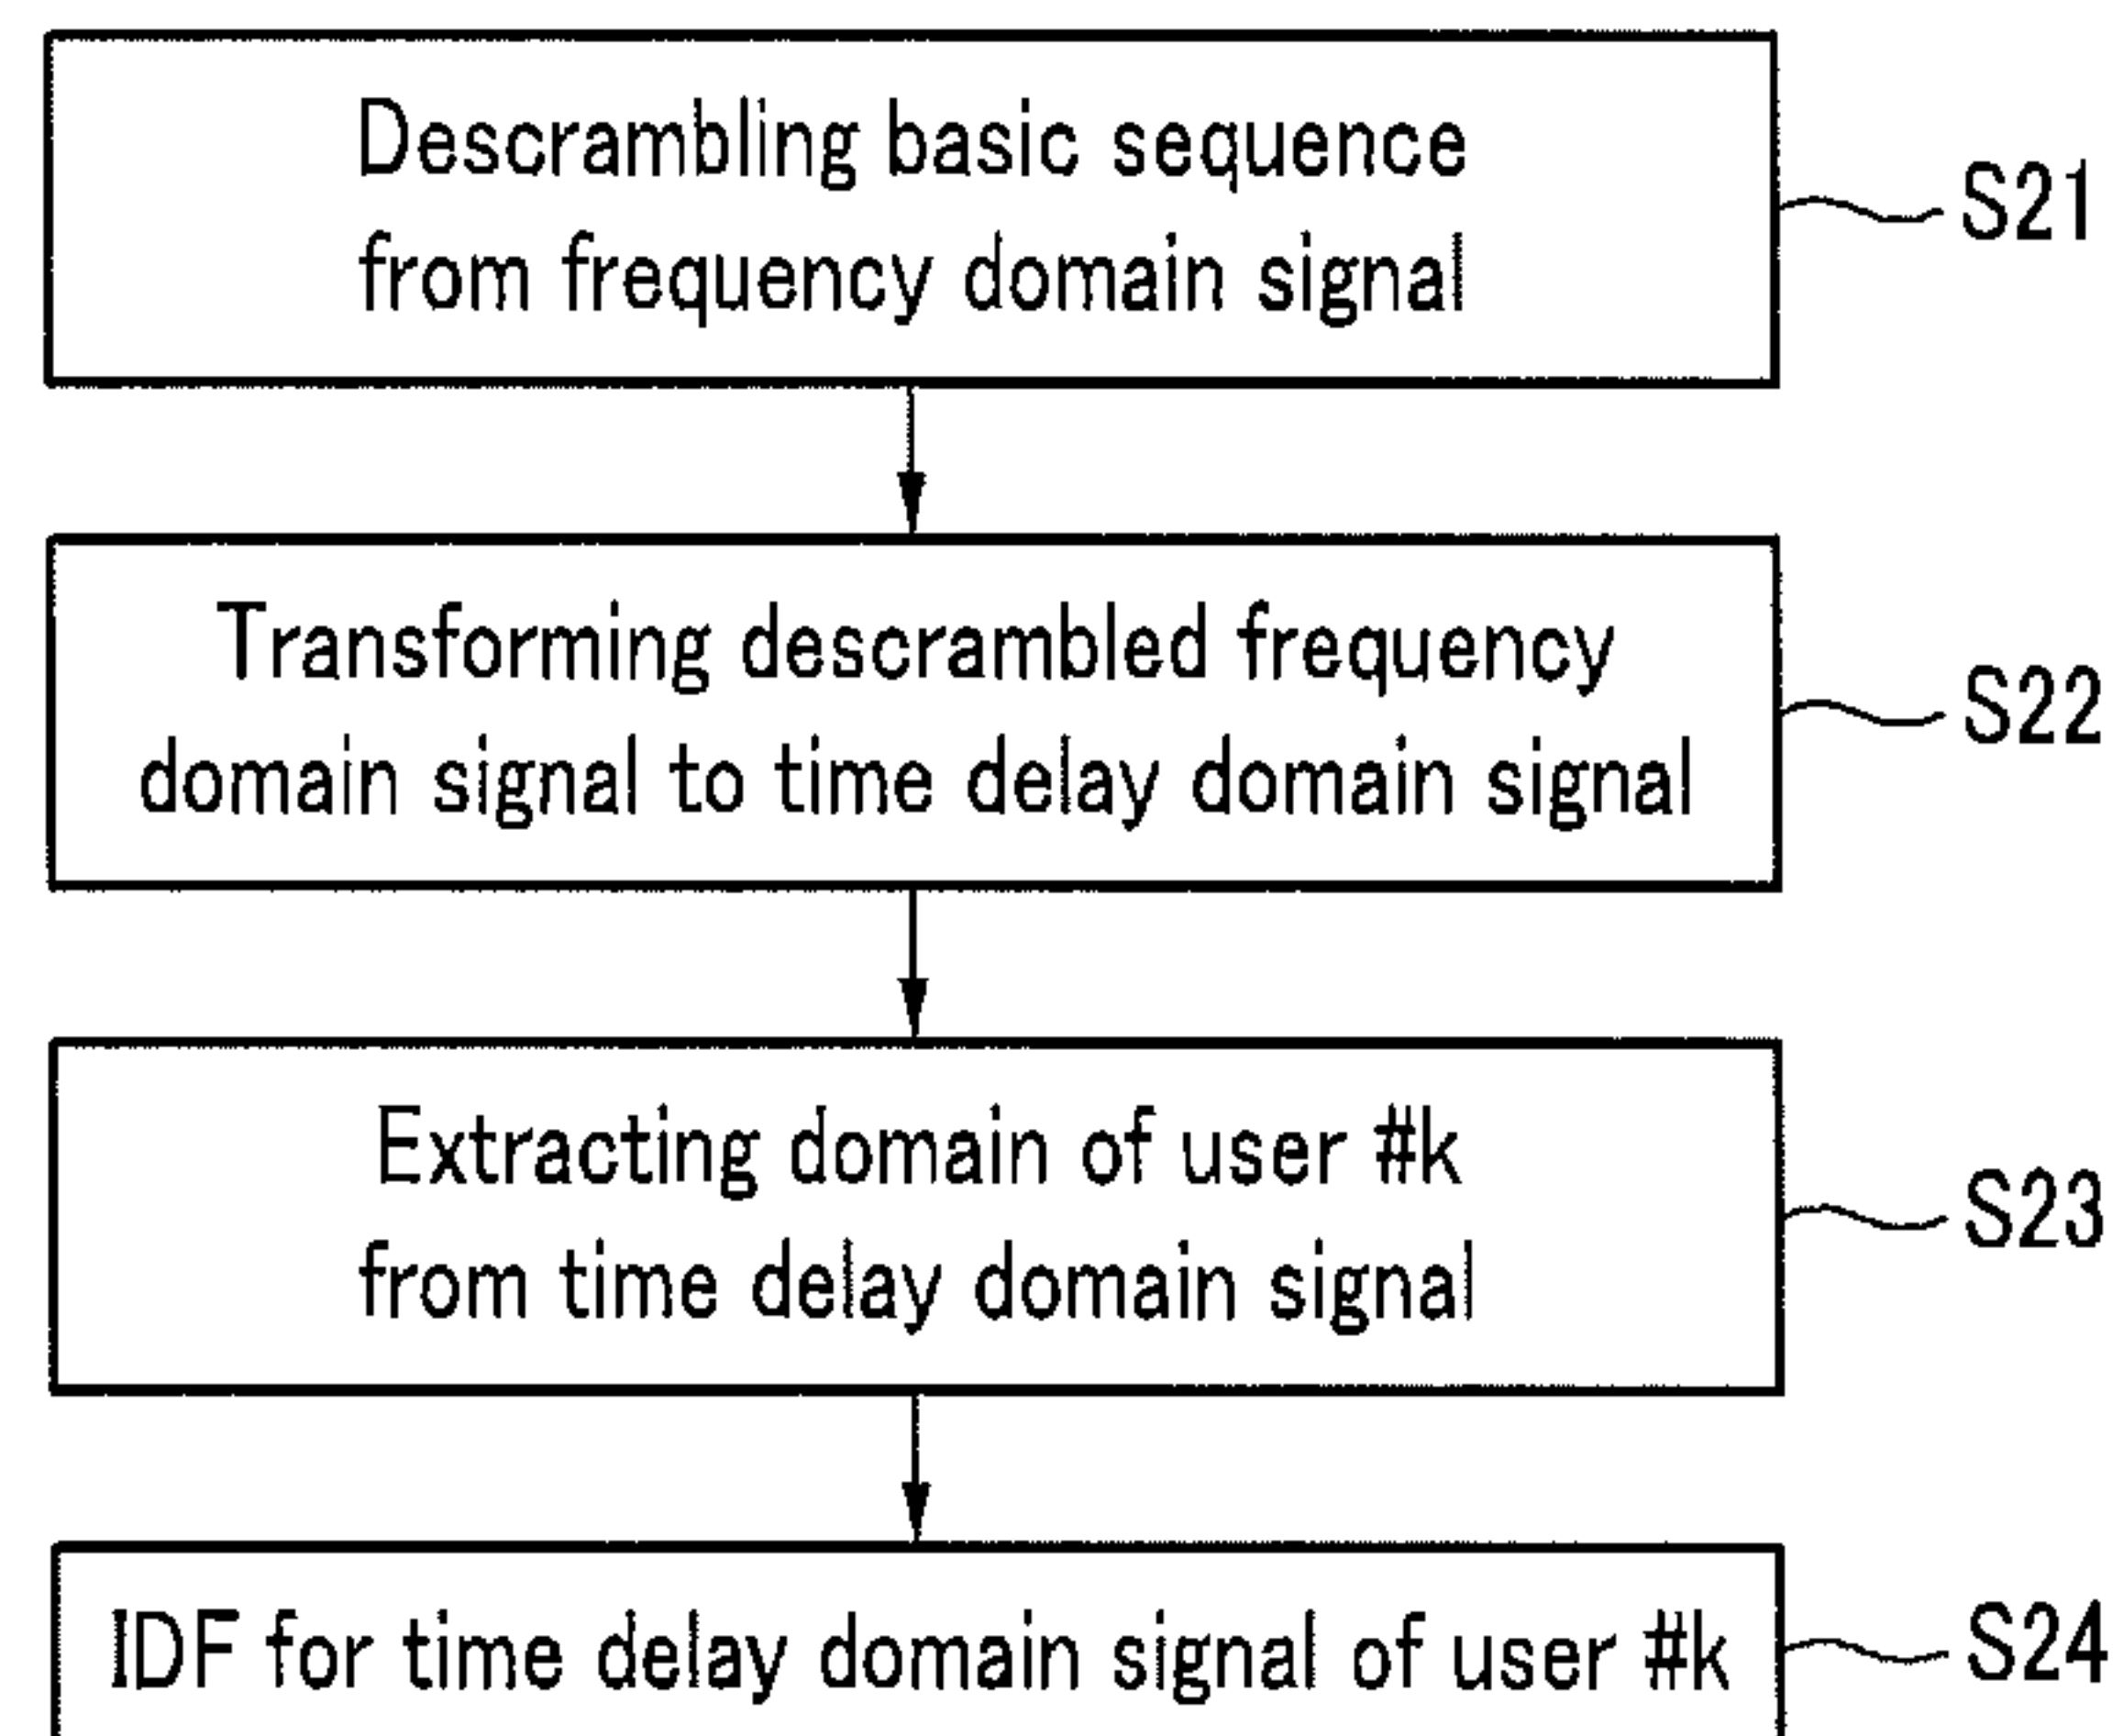 Descrambling basic sequence
from frequency domain signal
S21
Transforming descrambled frequency
domain signal to time delay domain signal
S22
Extracting domain of user #k
from time delay domain signal
S23
IDF for time delay domain signal of user #k
S24